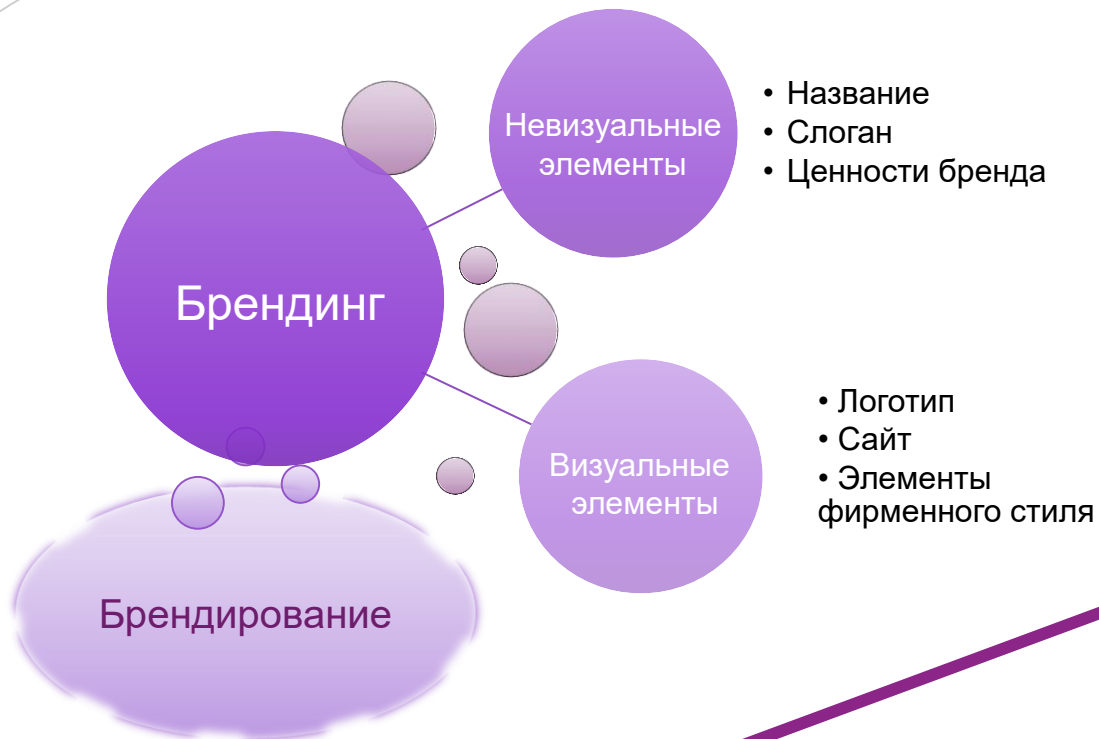 Невизуальные
элементы
• Название
• Слоган
• Ценности бренда
Брендинг
Визуальные
элементы
• Логотип
• Сайт
• Элементы
фирменного стиля
Брендирование